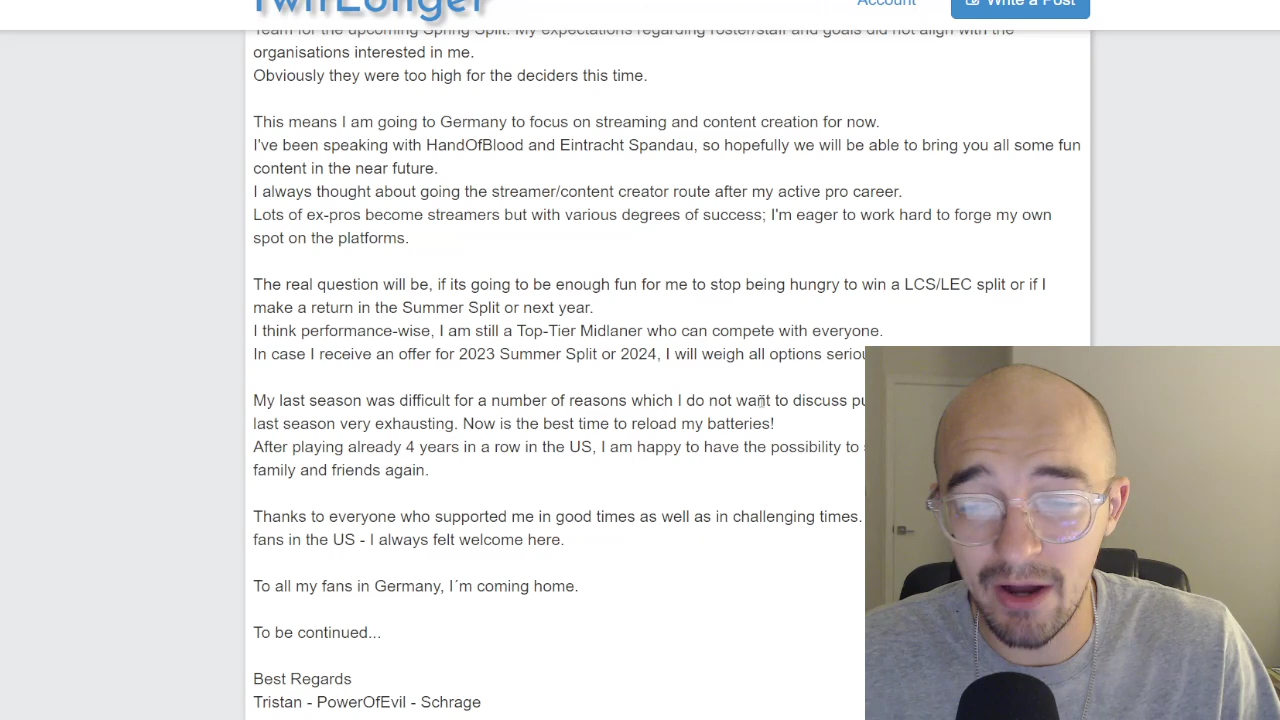 TwitLonger
Account
Write a Post
Team for the upcoming Spring Split. My expectations regarding roster/staff and goals did not align with the
organisations interested in me.
Obviously they were too high for the deciders this time.
This means I am going to Germany to focus on streaming and content creation for now.
I've been speaking with HandOfBlood and Eintracht Spandau, so hopefully we will be able to bring you all some fun
content in the near future.
I always thought about going the streamer/content creator route after my active pro career.
Lots of ex-pros become streamers but with various degrees of success; I'm eager to work hard to forge my own
spot on the platforms.
The real question will be, if its going to be enough fun for me to stop being hungry to win a LCS/LEC split or if I
make a return in the Summer Split or next year.
I think performance-wise, I am still a Top-Tier Midlaner who can compete with everyone.
In case I receive an offer for 2023 Summer Split or 2024, I will weigh all options
My last season was difficult for a number of reasons which I do not want to discuss
last season very exhausting. Now is the best time to reload my batteries!
After playing already 4 years in a row in the US, I am happy to have the possibility to
family and friends again.
Thanks to everyone who supported me in good times as well as in challenging times.
fans in the US - I always felt welcome here.
To all my fans in Germany, I´m coming home.
To be continued...
Best Regards
Tristan - PowerOfEvil - Schrage